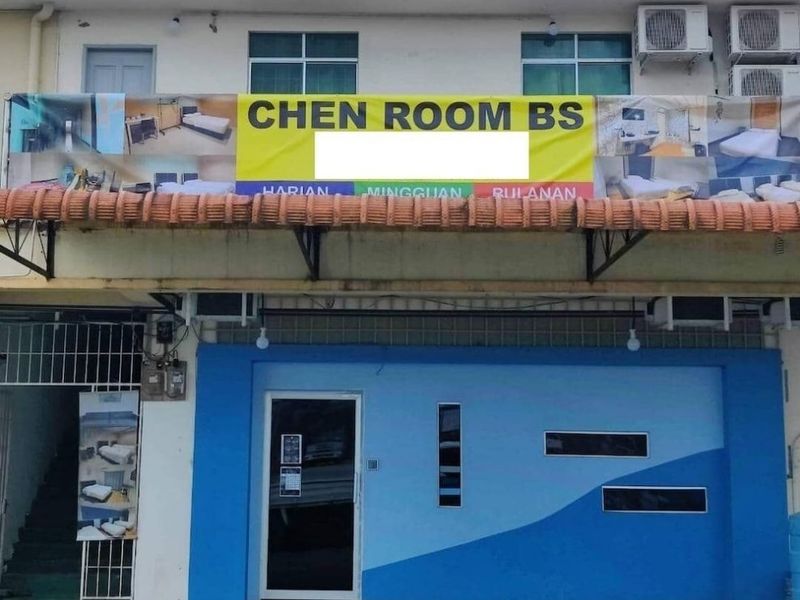 CHEN ROOM BS
HARIAN
MINGGUAN
BULANAN